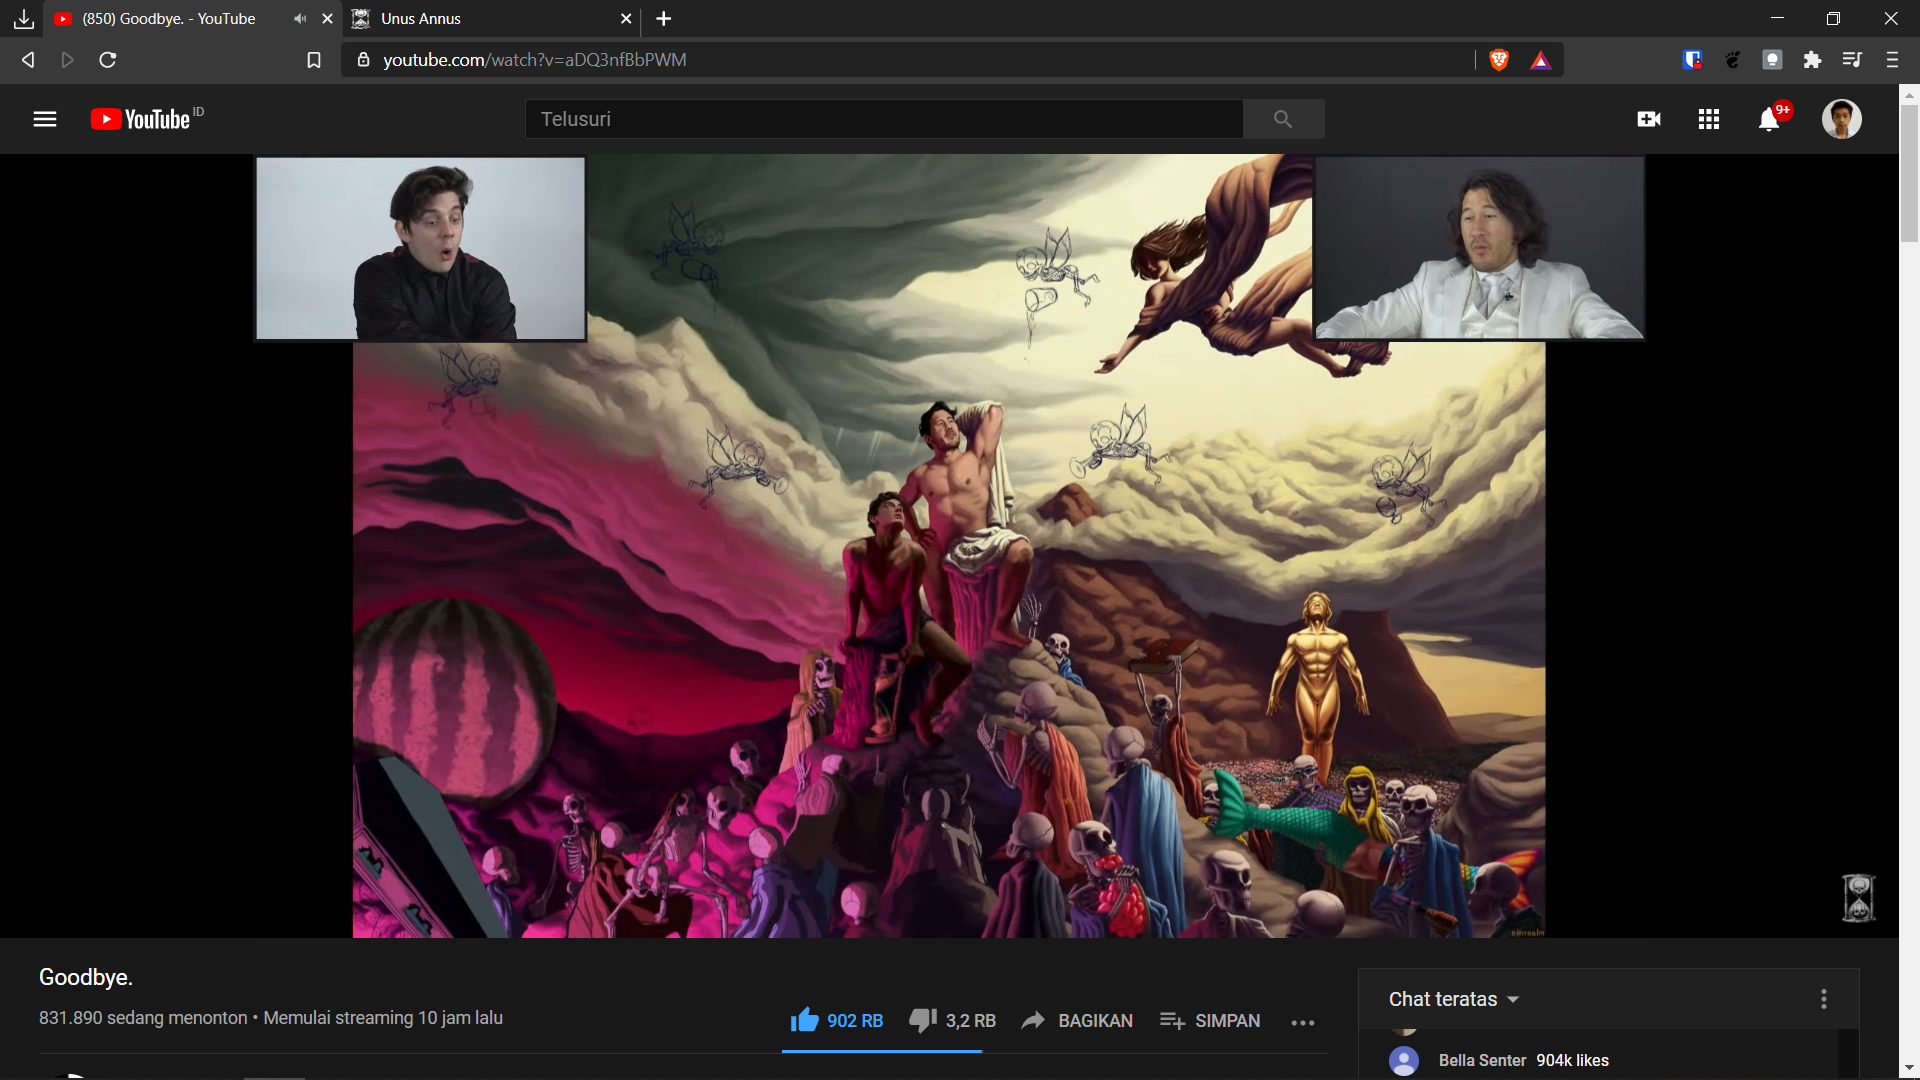 (850) Goodbye. - YouTube
Unus Annus
youtube.com/watch?v=aDQ3nfBbPWM
YouTube ID
Telusuri
9+
Goodbye.
831.890 sedang menonton • Memulai streaming 10 jam lalu
902 RB
3,2 RB
BAGIKAN
SIMPAN
Chat teratas
Bella Senter 904k likes